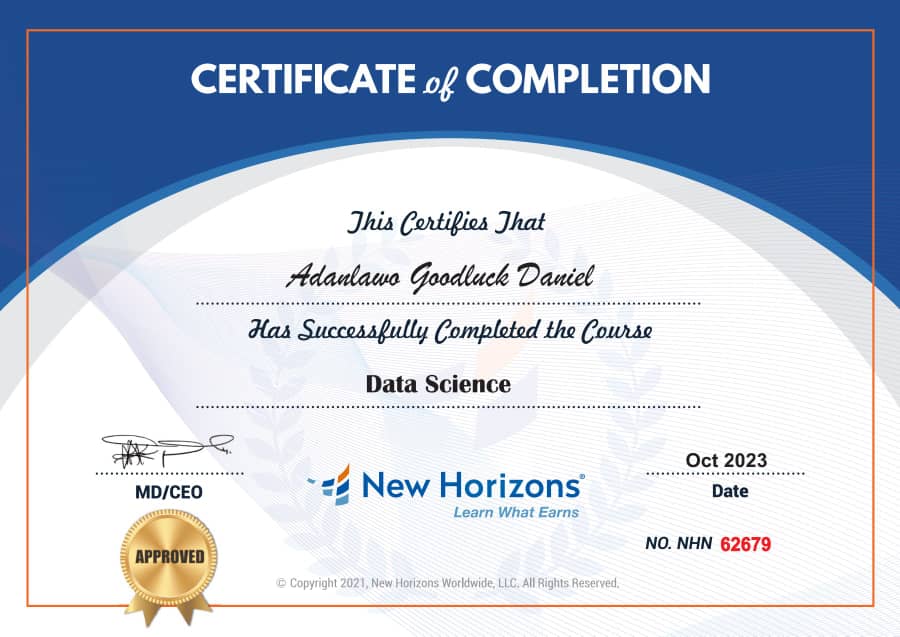 CERTIFICATE of COMPLETION
This Certifies That
Adanlawo Goodluck Daniel
Has Successfully Completed the Course
Data Science
MD/CEO
APPROVED
New Horizons®
Learn What Earns
Oct 2023
Date
NO. NHN 62679
© Copyright 2021, New Horizons Worldwide, LLC. All Rights Reserved.